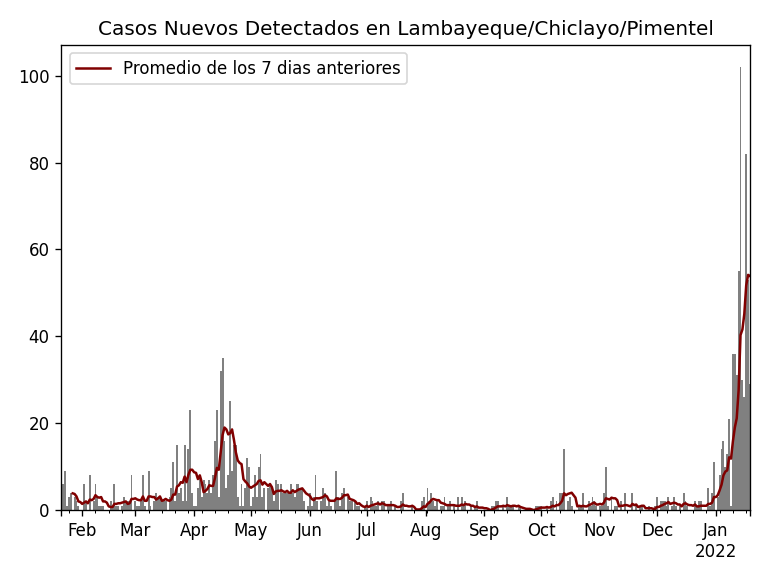 Casos Nuevos Detectados en Lambayeque/Chiclayo/Pimentel
Promedio de los 7 dias anteriores
100
80
60
40
20
0
Feb Mar Apr May Jun Jul Aug Sep Oct Nov Dec Jan
2022